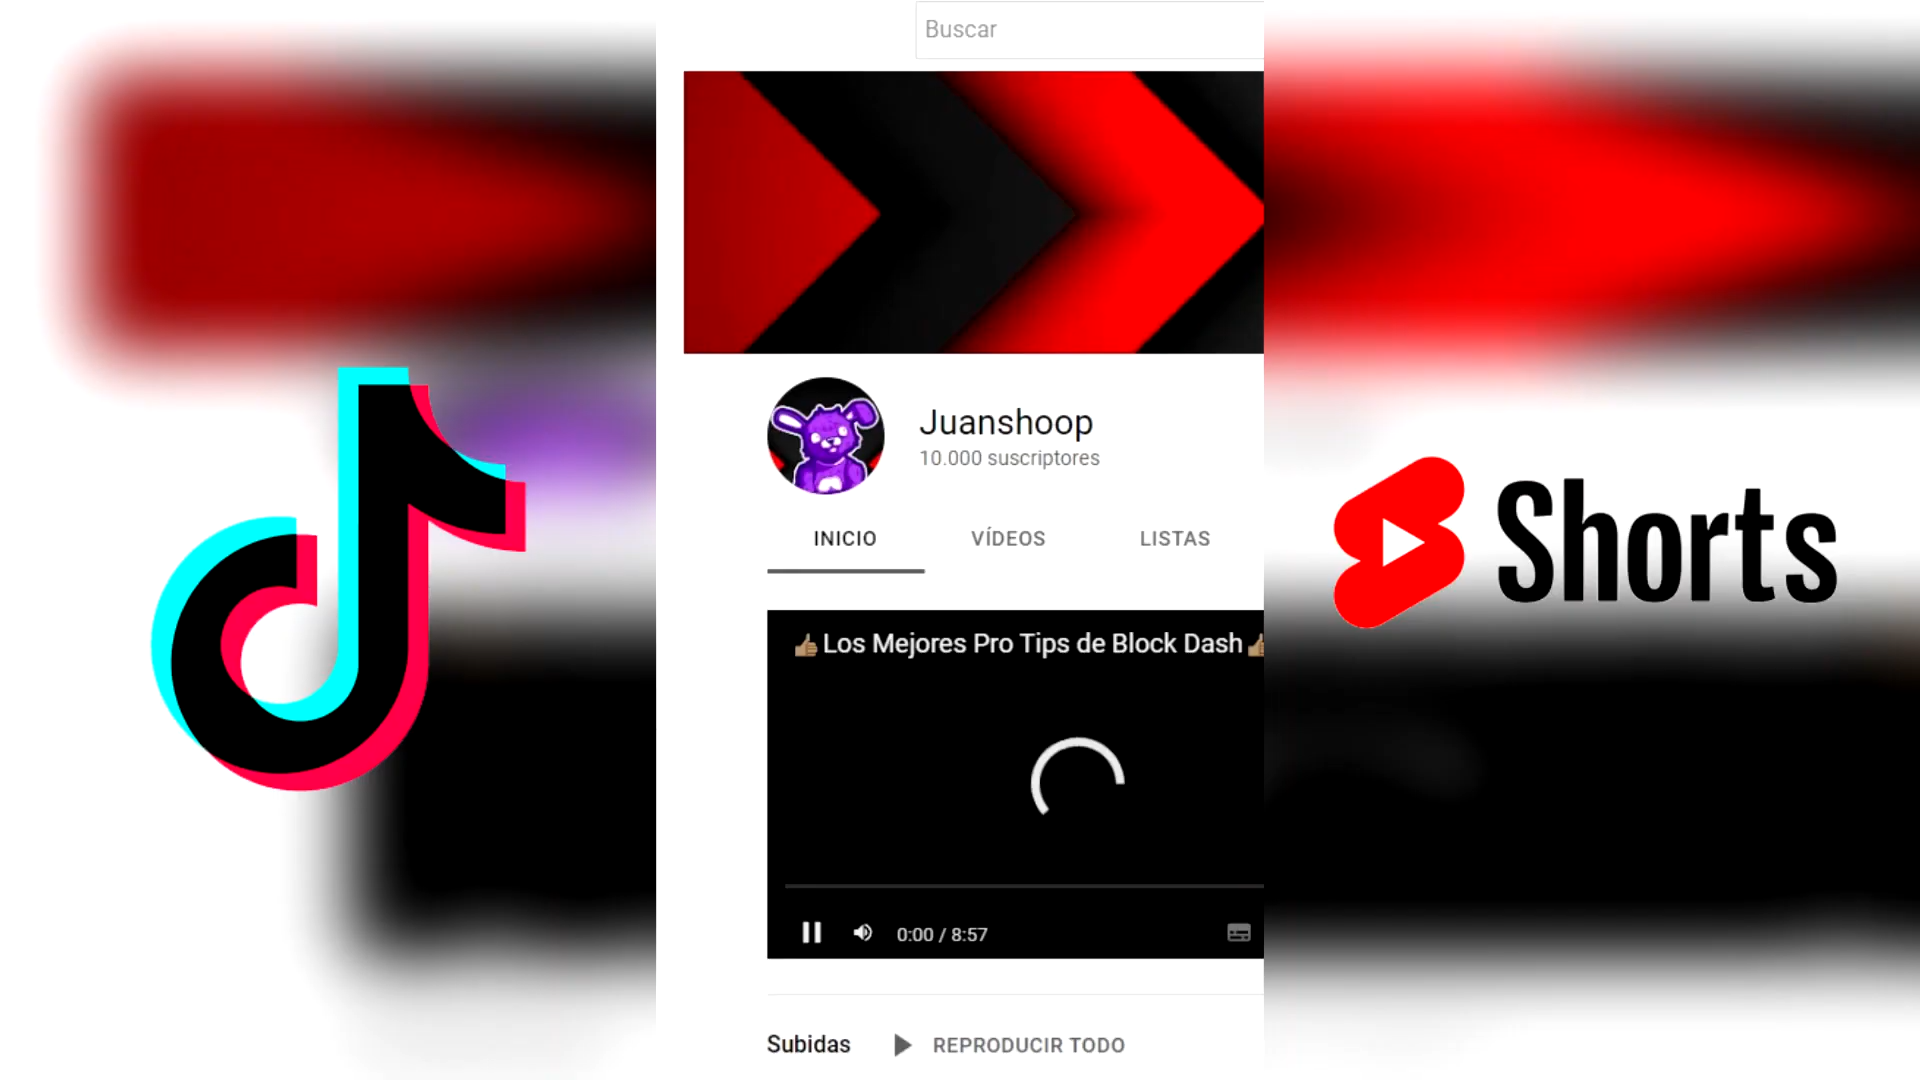 Buscar
Juanshoop
10.000 suscriptores
INICIO VÍDEOS LISTAS
👍🏽Los Mejores Pro Tips de Block Dash👍🏽
0:00 / 8:57
Subidas REPRODUCIR TODO
Shorts